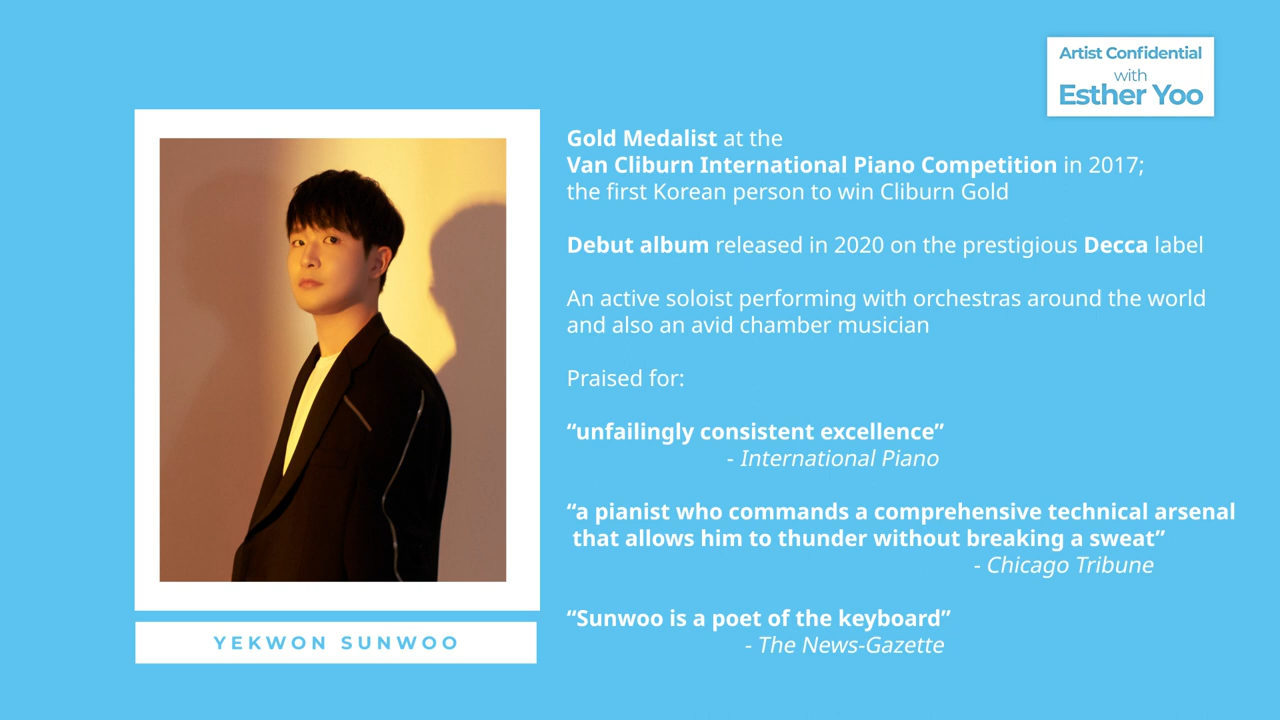 Artist Confidential
with
Esther Yoo
Gold Medalist at the
Van Cliburn International Piano Competition in 2017;
the first Korean person to win Cliburn Gold
Debut album released in 2020 on the prestigious Decca label
An active soloist performing with orchestras around the world
and also an avid chamber musician
Praised for:
“unfailingly consistent excellence”
- International Piano
“a pianist who commands a comprehensive technical arsenal
that allows him to thunder without breaking a sweat”
- Chicago Tribune
“Sunwoo is a poet of the keyboard”
- The News-Gazette
YEKWON SUNWOO